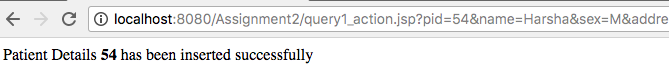 localhost:8080/Assignment2/query1_action.jsp?pid=54&name=Harsha&sex=M&addre
Patient Details 54 has been inserted successfully